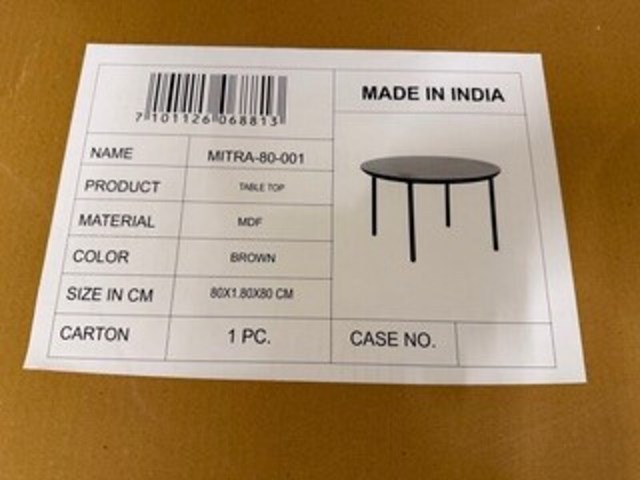 7 101126 068813
MADE IN INDIA
NAME MITRA-80-001
PRODUCT TABLE TOP
MATERIAL MDF
COLOR BROWN
SIZE IN CM 80X1.80X80 CM
CARTON 1 PC.
CASE NO.